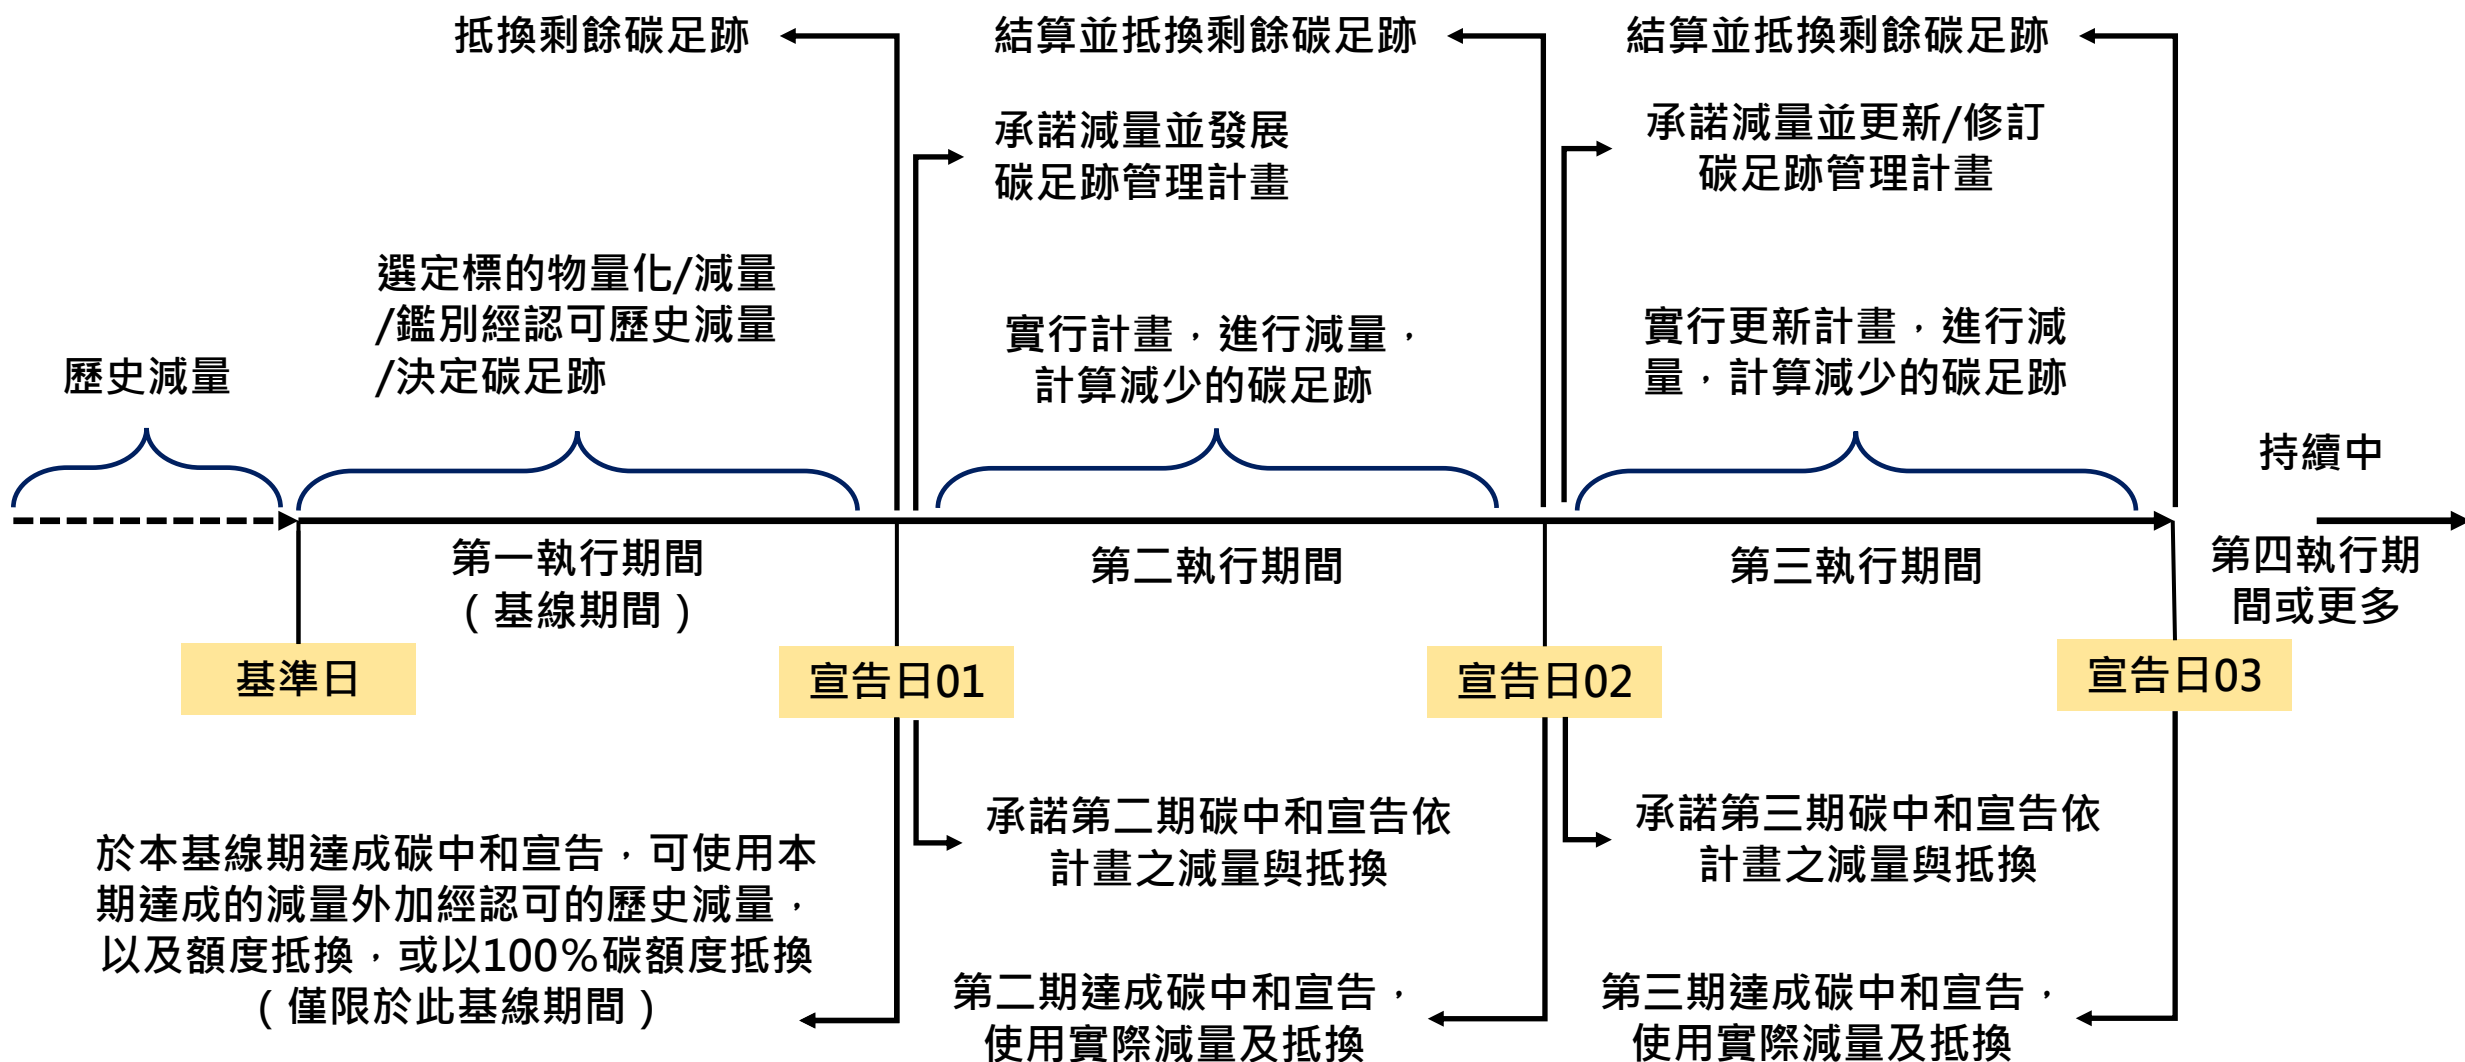 抵換剩餘碳足跡
結算並抵換剩餘碳足跡
結算並抵換剩餘碳足跡
承諾減量並發展
碳足跡管理計畫
承諾減量並更新/修訂
碳足跡管理計畫
選定標的物量化/減量
/鑑別經認可歷史減量
/決定碳足跡
歷史減量
實行計畫，進行減量，
計算減少的碳足跡
實行更新計畫，進行減
量，計算減少的碳足跡
持續中
第一執行期間
（基線期間）
第二執行期間
第三執行期間
第四執行期
間或更多
基準日
宣告日01
宣告日02
宣告日03
於本基線期達成碳中和宣告，可使用本
期達成的減量外加經認可的歷史減量，
以及額度抵換，或以100%碳額度抵換
（僅限於此基線期間）
承諾第二期碳中和宣告依
計畫之減量與抵換
承諾第三期碳中和宣告依
計畫之減量與抵換
第二期達成碳中和宣告，
使用實際減量及抵換
第三期達成碳中和宣告，
使用實際減量及抵換